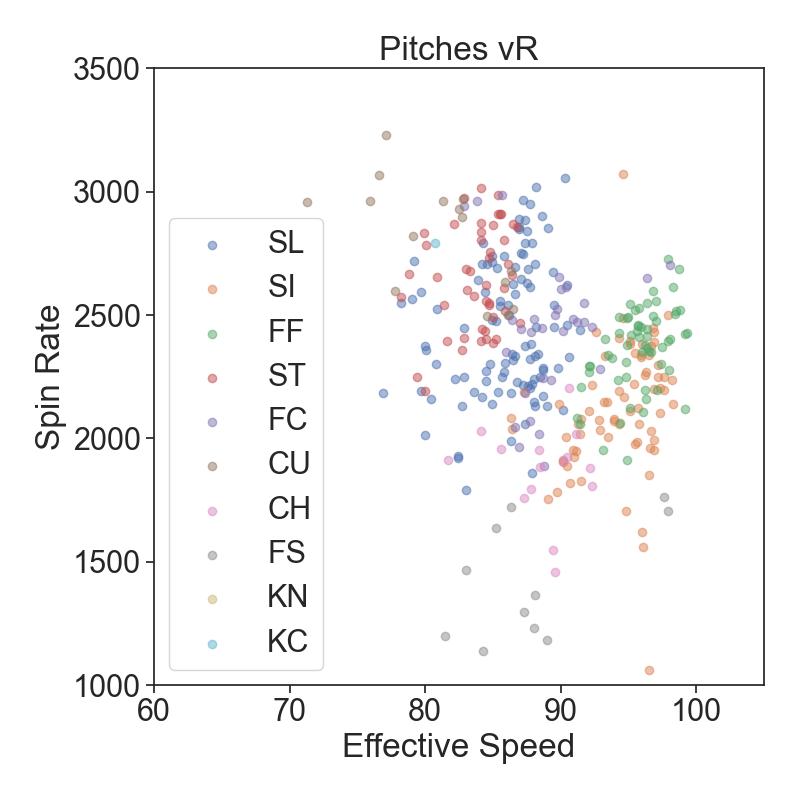 Pitches vR
3500
3000
2500
2000
1500
1000
Spin Rate
SL
SI
FF
ST
FC
CU
CH
FS
KN
KC
60 70 80 90 100
Effective Speed